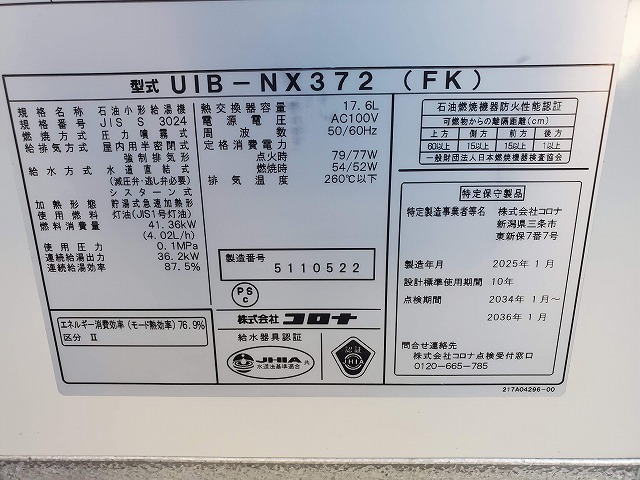 型式 UIB-NX372 (FK)
規格名称 石油小形給湯機
規格番号 JIS S 3024
燃焼方式 圧力噴霧式
給排気方式 屋内用半密閉式
強制排気形
給水方式 水道直結式
(減圧弁・逃し弁必要)
シスターン式
加熱形態 貯湯式急速加熱形
使用燃料 灯油(JIS1号灯油)
燃料消費量 41.36kW
(4.02L/h)
使用圧力 0.1MPa
連続給湯出力 36.2kW
連続給湯効率 87.5%
エネルギー消費効率 (モード熱効率) 76.9%
区分 Ⅱ
熱交換器容量 17.6L
電源電圧 AC100V
周波数 50/60Hz
定格消費電力
点火時 79/77W
燃焼時 54/52W
排気温度 260℃以下
製造番号 5110522
PS
C
株式会社 コロナ
給水器具認証
JHIA 共
水道法基準適合
認証
JHIA
石油燃焼機器防火性能認証
可燃物からの離隔距離(cm)
上方 側方 前方 後方
60以上 15以上 15以上 1以上
一般財団法人日本燃焼機器検査協会
特定保守製品
特定製造事業者等名 株式会社コロナ
新潟県三条市
東新保7番7号
製造年月 2025年1月
設計標準使用期間 10年
点検期間 2034年1月〜
2036年1月
問合せ連絡先
株式会社コロナ点検受付窓口
0120-665-785
217A04296-00